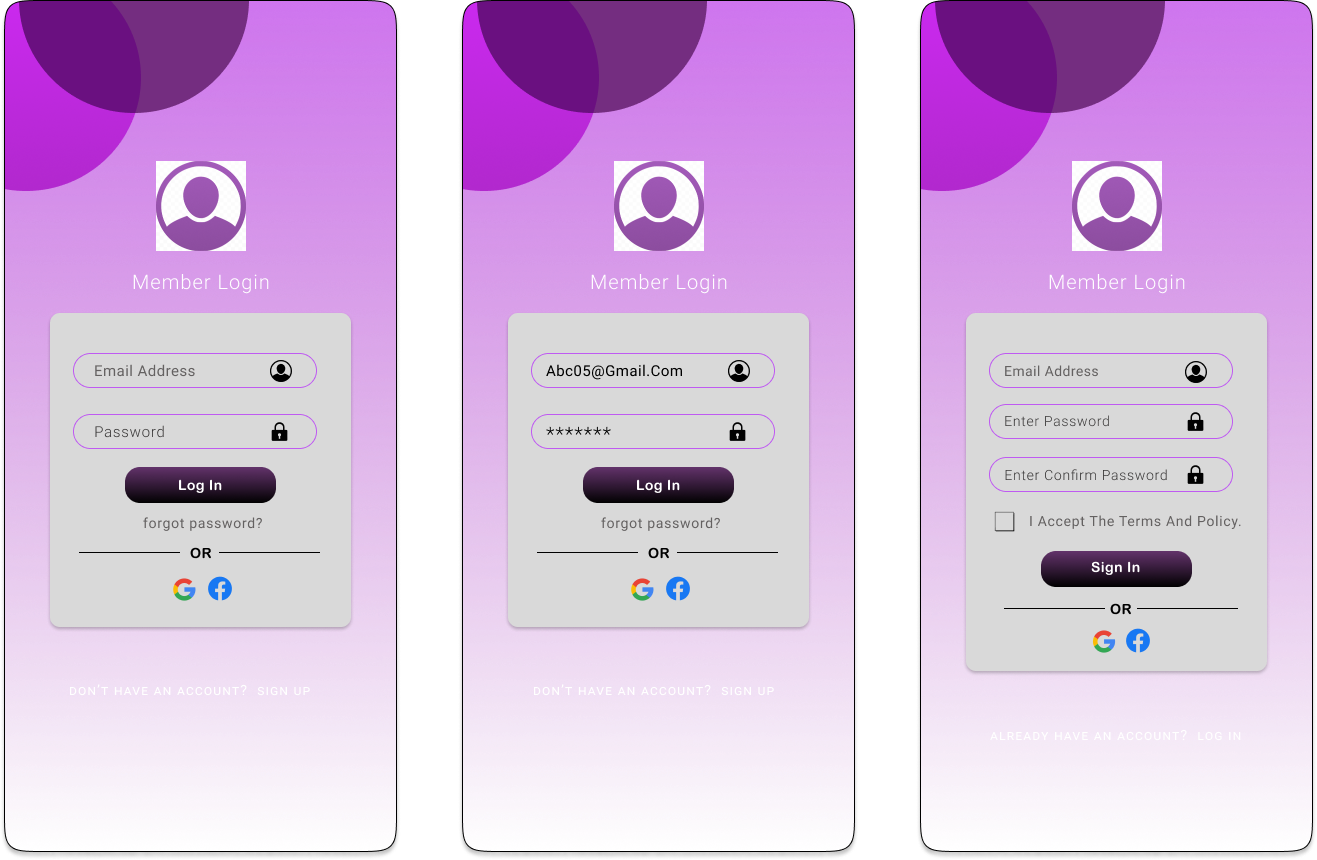 Member Login
Email Address
Password
Log In
forgot password?
OR
DON'T HAVE AN ACCOUNT? SIGN UP
Member Login
Abc05@Gmail.Com
*******
Log In
forgot password?
OR
DON'T HAVE AN ACCOUNT? SIGN UP
Member Login
Email Address
Enter Password
Enter Confirm Password
I Accept The Terms And Policy.
Sign In
OR
ALREADY HAVE AN ACCOUNT? LOG IN